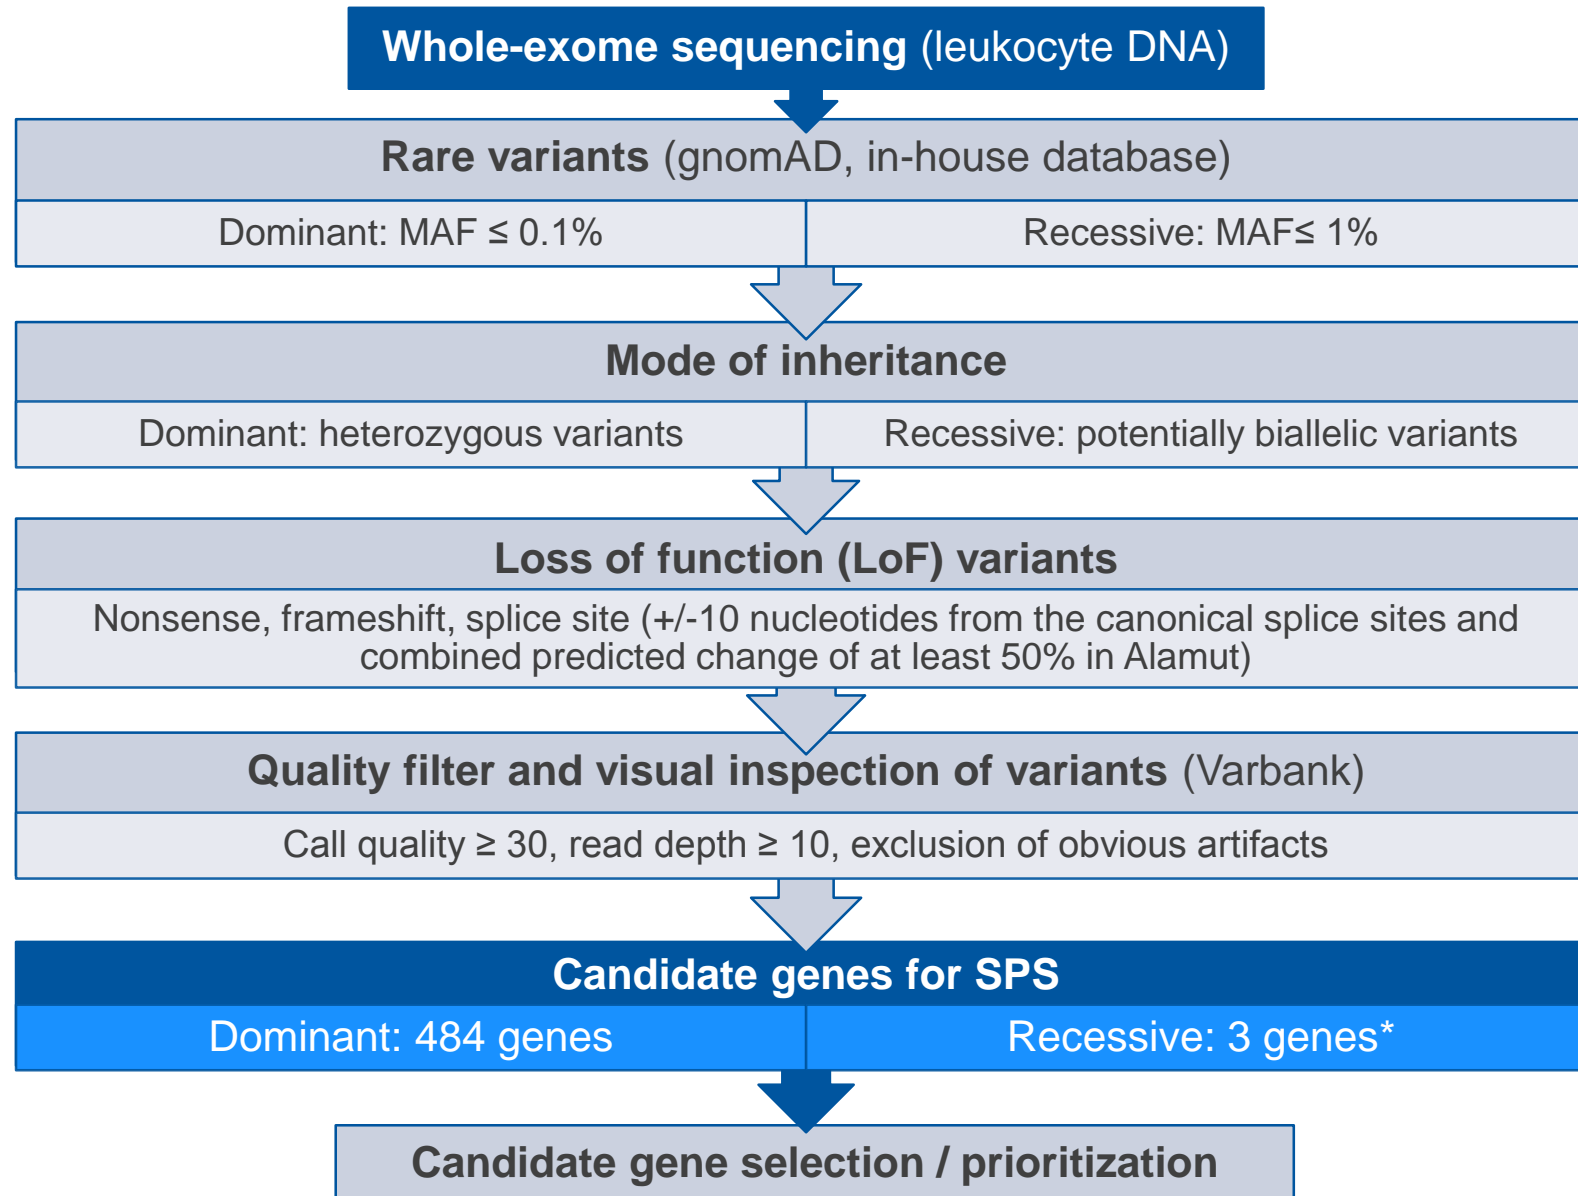 Whole-exome sequencing (leukocyte DNA)
Rare variants (gnomAD, in-house database)
Dominant: MAF ≤ 0.1%
Recessive: MAF≤ 1%
Mode of inheritance
Dominant: heterozygous variants
Recessive: potentially biallelic variants
Loss of function (LoF) variants
Nonsense, frameshift, splice site (+/-10 nucleotides from the canonical splice sites and
combined predicted change of at least 50% in Alamut)
Quality filter and visual inspection of variants (Varbank)
Call quality ≥ 30, read depth ≥ 10, exclusion of obvious artifacts
Candidate genes for SPS
Dominant: 484 genes
Recessive: 3 genes*
Candidate gene selection / prioritization